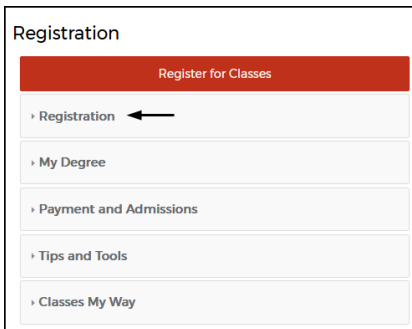 Registration
Register for Classes
Registration
My Degree
Payment and Admissions
Tips and Tools
Classes My Way